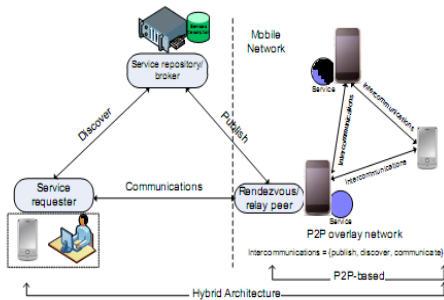 Mobile
Network
Service repository/
broker
Service
Discover
Publish
Intercommunications
Intercommunications
Intercommunications
Service
requester
Communications
Rendezvous/
relay peer
Service
P2P overlay network
Intercommunications = {publish, discover, communicate}
P2P-based
Hybrid Architecture